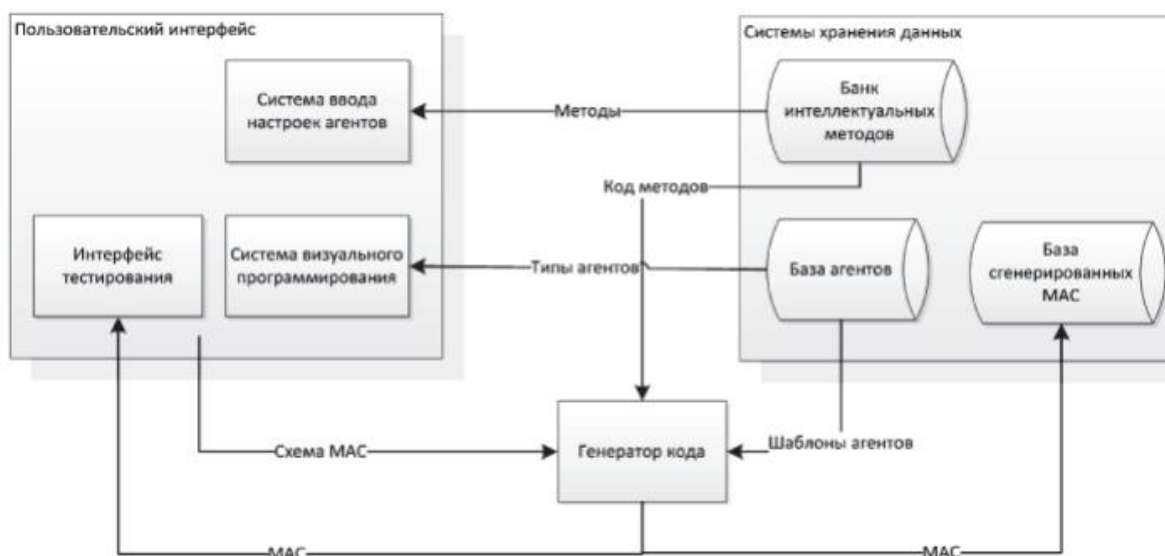 Пользовательский интерфейс
Системы хранения данных
Система ввода
настроек агентов
Методы
Банк
интеллектуальных
методов
Код методов
Интерфейс
тестирования
Система визуального
программирования
Типы агентов
База агентов
База
сгенерированных
МАС
Схема МАС
Генератор кода
Шаблоны агентов
МАС
МАС